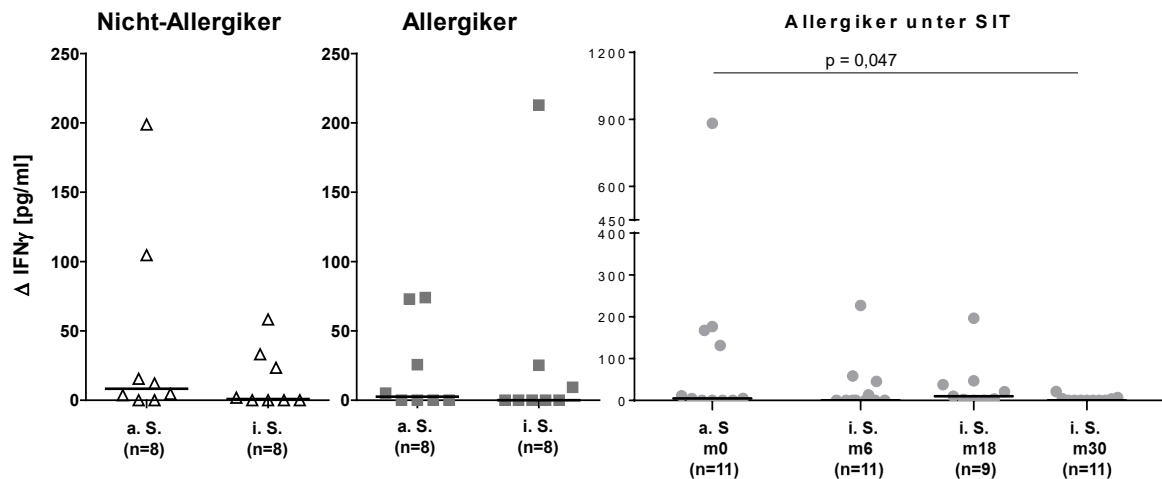 Nicht-Allergiker
Allergiker
Allergiker unter SIT
Δ IFNγ [pg/ml]
250
200
150
100
50
0
250
200
150
100
50
0
1200
900
600
450
400
300
200
100
0
p = 0,047
a. S.
(n=8)
i. S.
(n=8)
a. S.
(n=8)
i. S.
(n=8)
a. S
m0
(n=11)
i. S.
m6
(n=11)
i. S.
m18
(n=9)
i. S.
m30
(n=11)